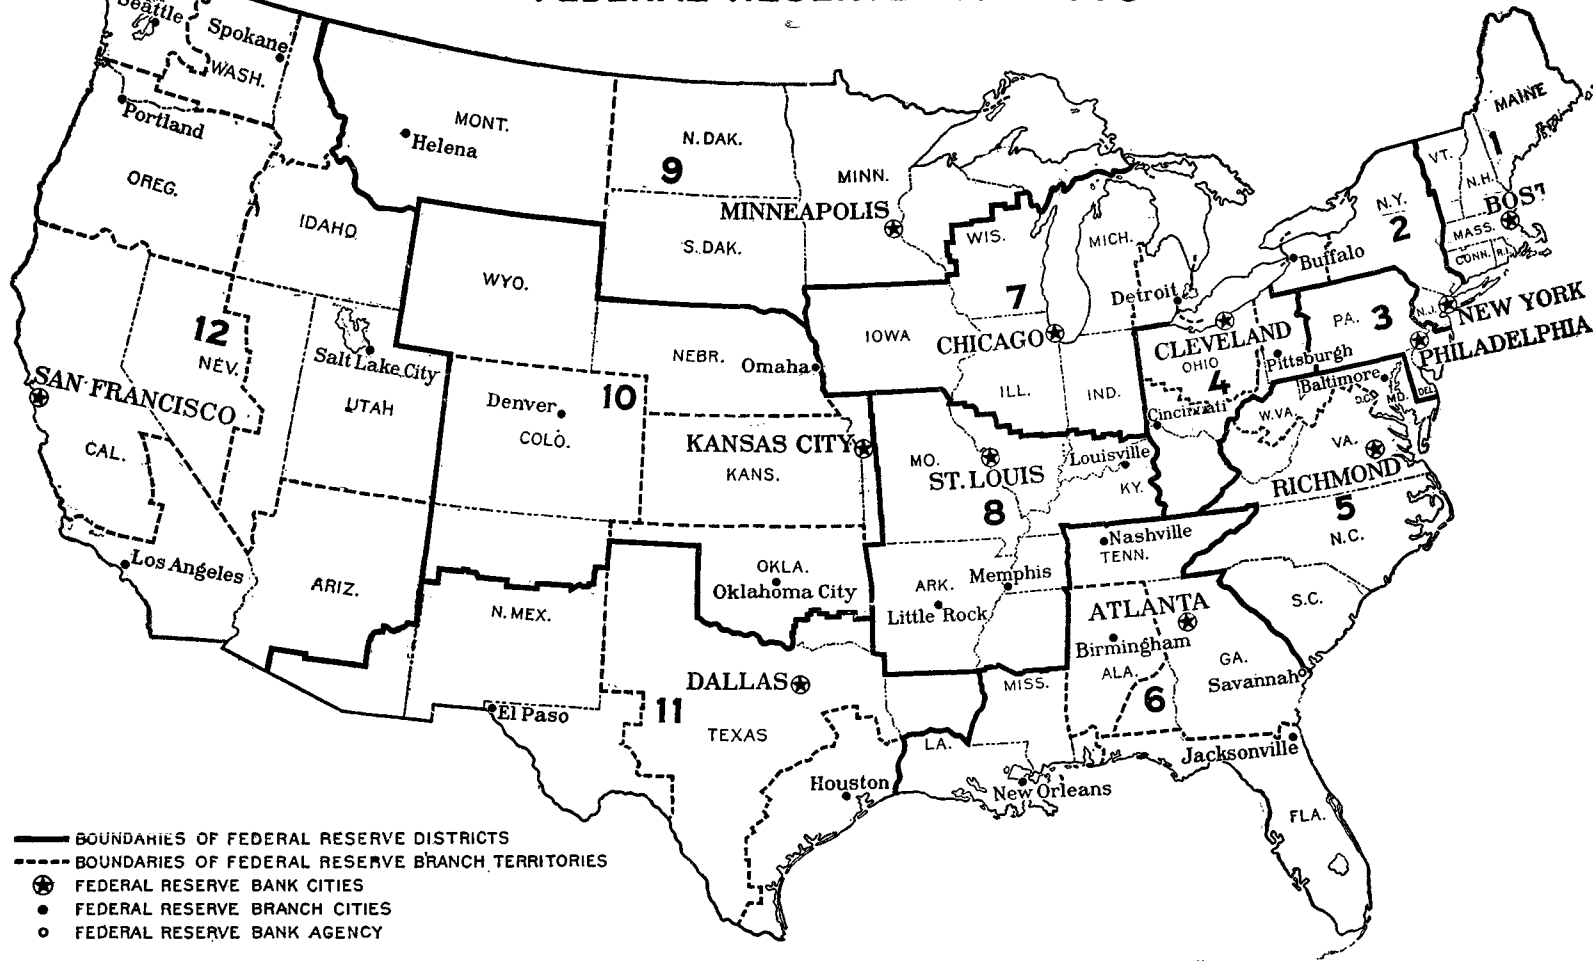 Seattle
Spokane
WASH.
Portland
OREG.
MONT.
Helena
IDAHO
N. DAK.
9
MINN.
MINNEAPOLIS
S. DAK.
WYO.
WIS.
MICH.
7
Detroit
MAINE
1
VT.
N.H.
BOST
MASS.
CONN.
R.I.
N.Y.
2
Buffalo
12
NEV.
Salt Lake City
UTAH
SAN FRANCISCO
CAL.
Los Angeles
ARIZ.
NEBR.
Omaha
IOWA
CHICAGO
ILL.
IND.
CLEVELAND
OHIO
4
Cincinnati
PA.
3
Pittsburgh
N.J.
NEW YORK
PHILADELPHIA
Baltimore
D.C.
MD.
DEL
W.VA.
VA.
RICHMOND
5
N.C.
S.C.
Denver
COLO.
10
KANSAS CITY
KANS.
MO.
ST. LOUIS
8
Louisville
KY.
Nashville
TENN.
Memphis
ARK.
Little Rock
OKLA.
Oklahoma City
N. MEX.
El Paso
DALLAS
11
TEXAS
Houston
LA.
New Orleans
MISS.
ATLANTA
Birmingham
ALA.
6
GA.
Savannah
Jacksonville
FLA.
BOUNDARIES OF FEDERAL RESERVE DISTRICTS
BOUNDARIES OF FEDERAL RESERVE BRANCH TERRITORIES
FEDERAL RESERVE BANK CITIES
FEDERAL RESERVE BRANCH CITIES
FEDERAL RESERVE BANK AGENCY